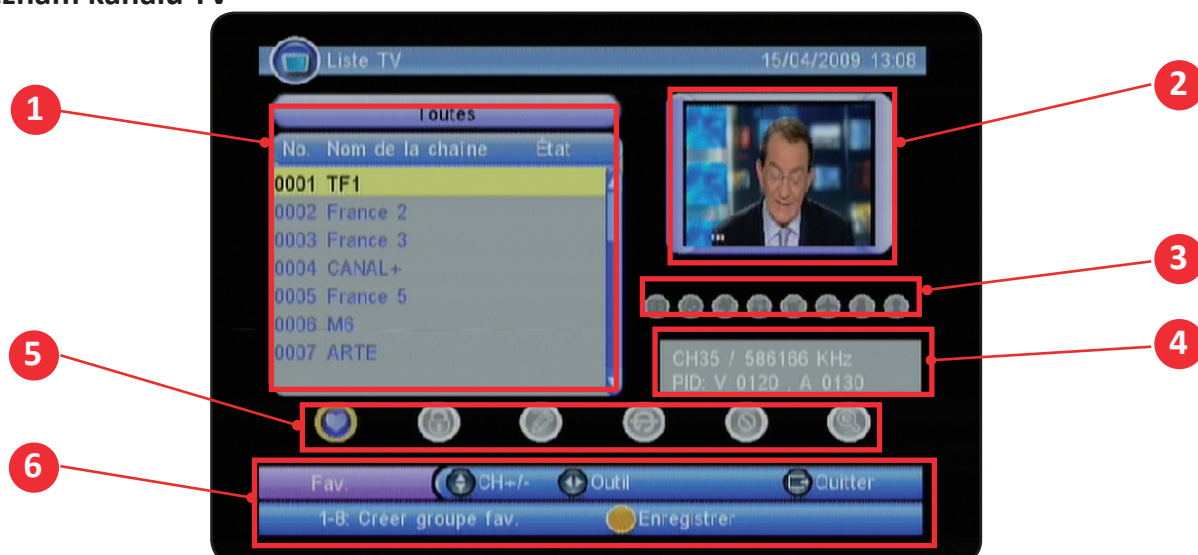 Liste TV 15/04/2009 13:08
1
2
Toutes
No. Nom de la chaîne État
0001 TF1
0002 France 2
0003 France 3
0004 CANAL+
0005 France 5
0006 M6
0007 ARTE
3
4
CH35 / 586166 KHz
PID: V 0120 , A 0130
5
6
Fav. CH+/- Outil Quitter
1-8: Créer groupe fav. Enregistrer